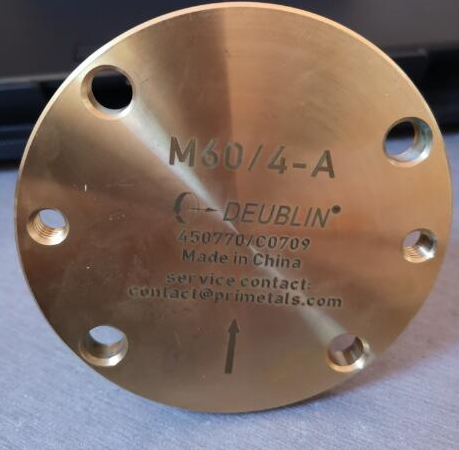 M60/4-A
DEUBLIN®
450770/C0709
Made in China
service contact:
contact@primetals.com